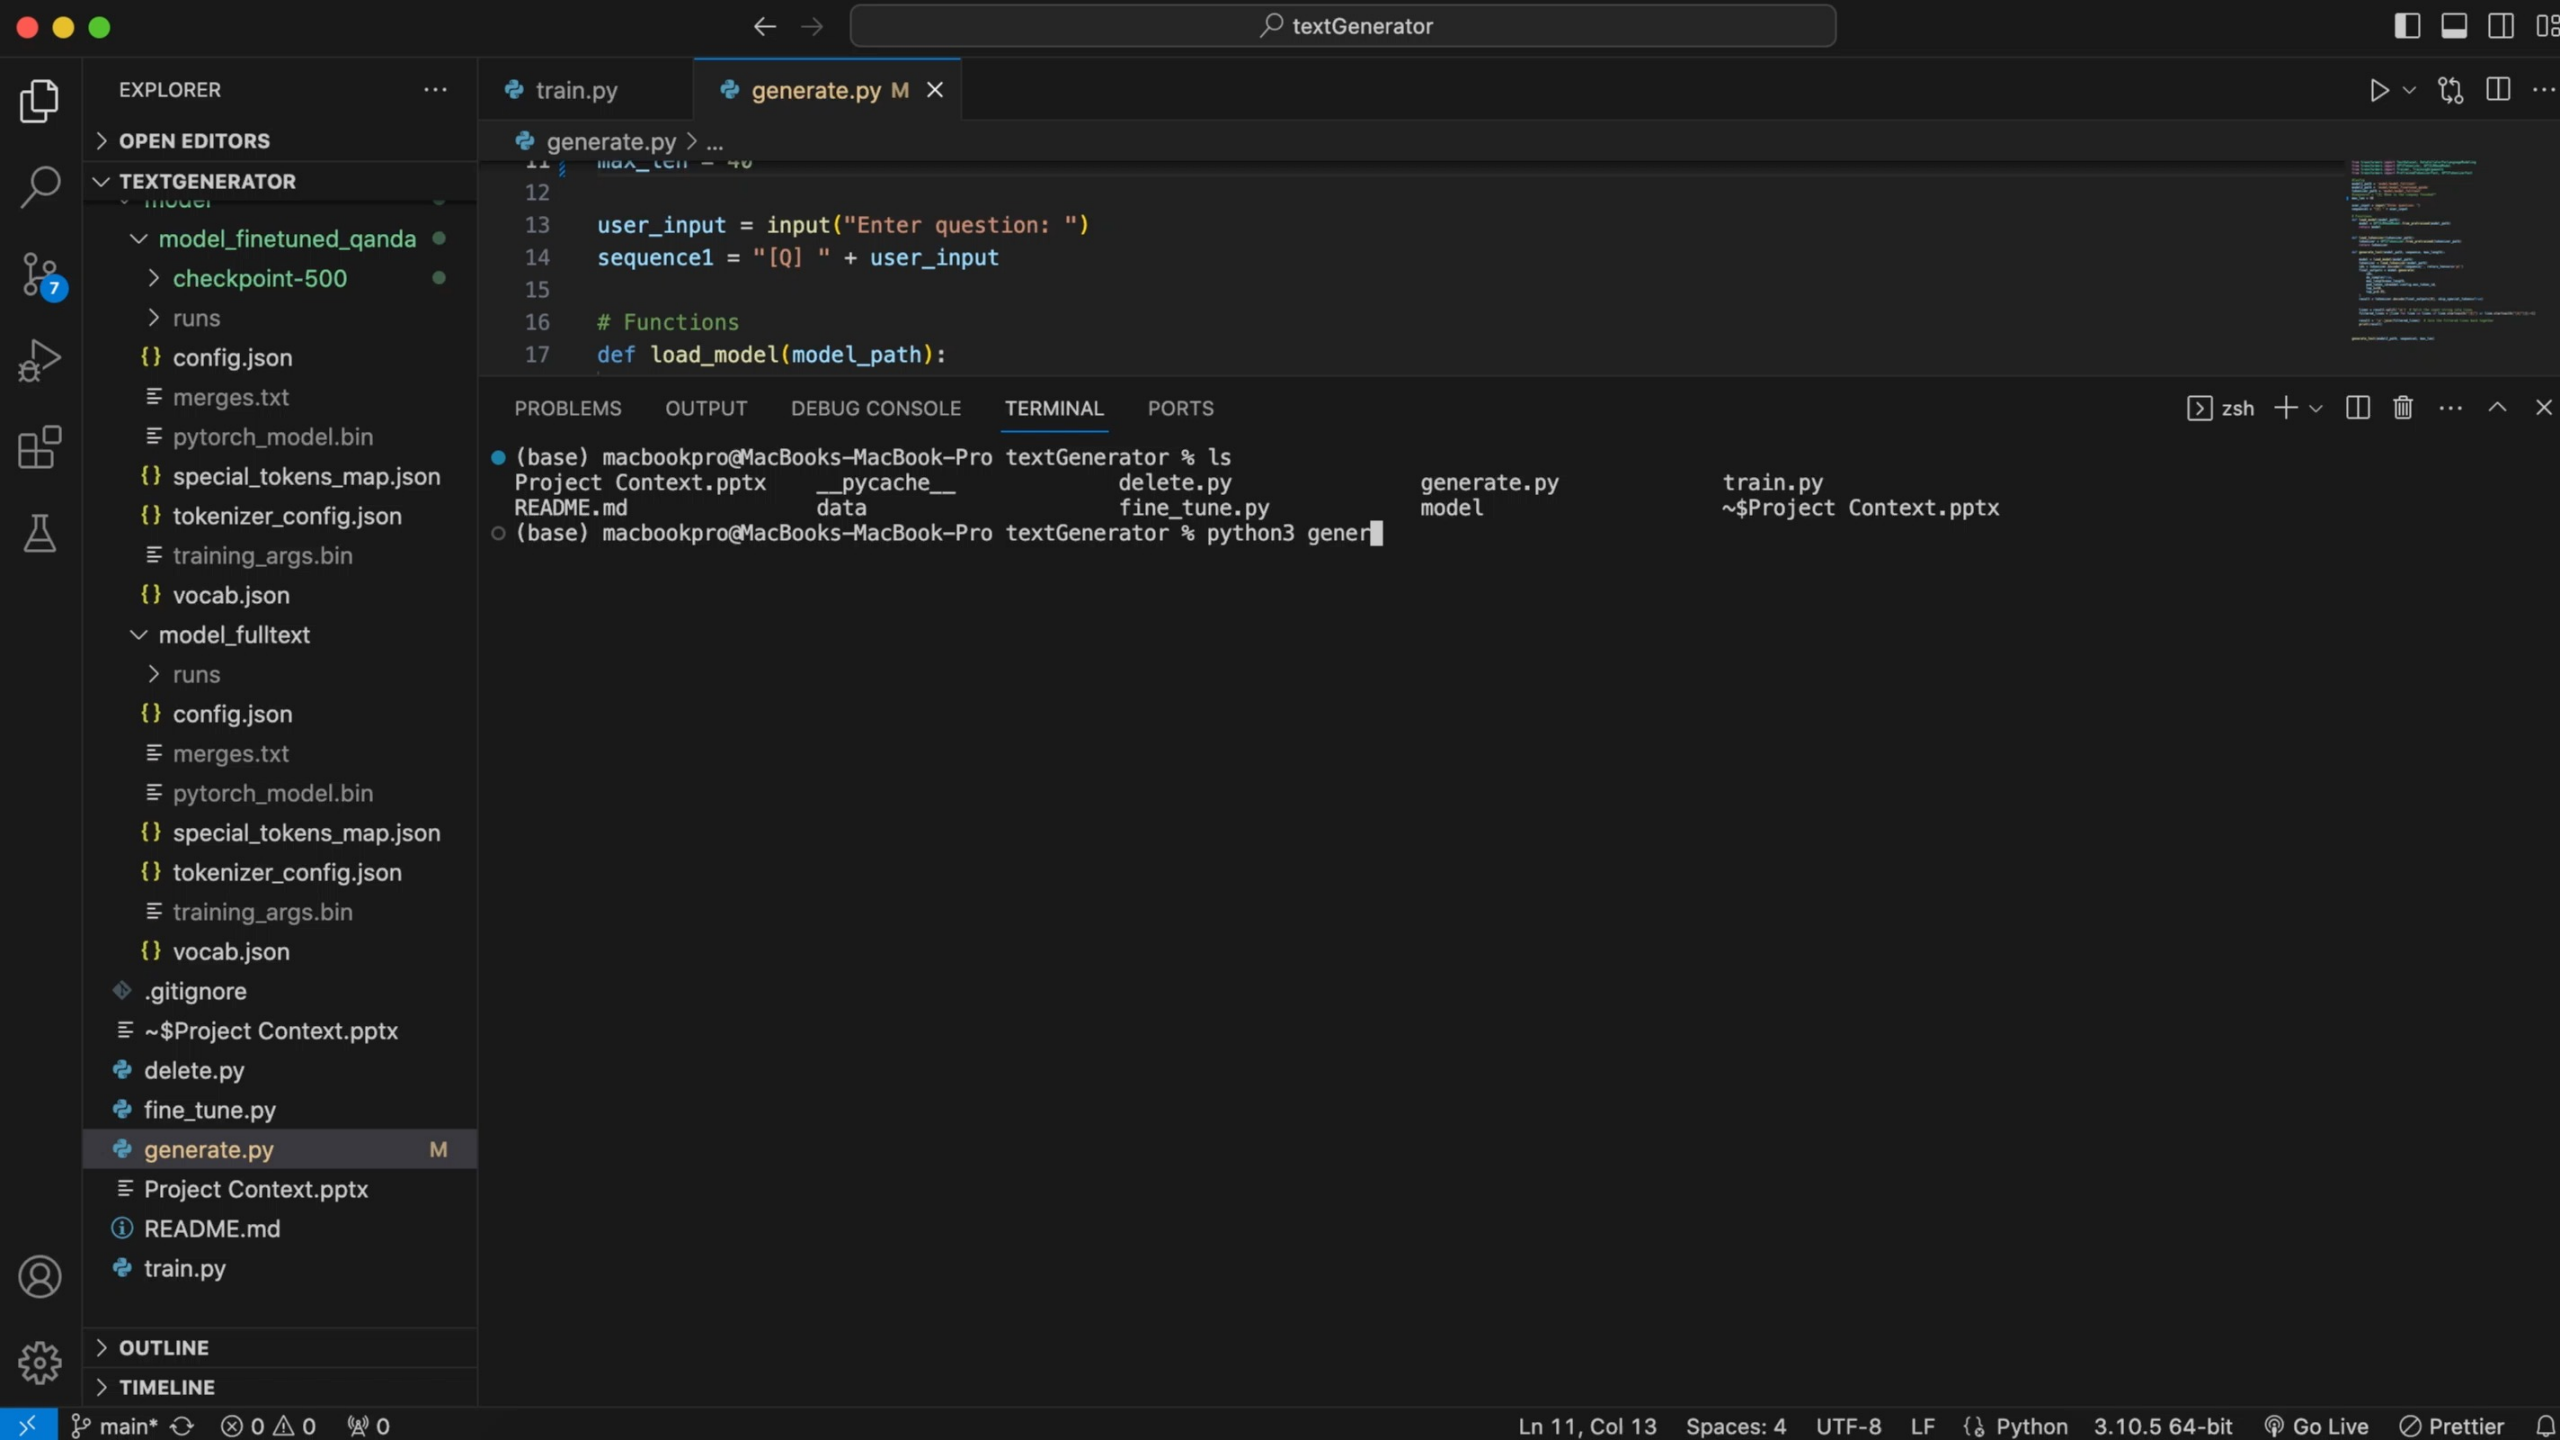 textGenerator
EXPLORER
OPEN EDITORS
TEXTGENERATOR
model
model_finetuned_qanda
checkpoint-500
runs
config.json
merges.txt
pytorch_model.bin
special_tokens_map.json
tokenizer_config.json
training_args.bin
vocab.json
model_fulltext
runs
config.json
merges.txt
pytorch_model.bin
special_tokens_map.json
tokenizer_config.json
training_args.bin
vocab.json
.gitignore
~$Project Context.pptx
delete.py
fine_tune.py
generate.py M
Project Context.pptx
README.md
train.py
OUTLINE
TIMELINE
7
train.py generate.py M
generate.py > ...
11 max_len = 40
12
13 user_input = input("Enter question: ")
14 sequence1 = "[Q] " + user_input
15
16 # Functions
17 def load_model(model_path):
PROBLEMS OUTPUT DEBUG CONSOLE TERMINAL PORTS zsh
(base) macbookpro@MacBooks-MacBook-Pro textGenerator % ls
Project Context.pptx __pycache__ delete.py generate.py train.py
README.md data fine_tune.py model ~$Project Context.pptx
(base) macbookpro@MacBooks-MacBook-Pro textGenerator % python3 gener
main* 0 0 0 Ln 11, Col 13 Spaces: 4 UTF-8 LF Python 3.10.5 64-bit Go Live Prettier